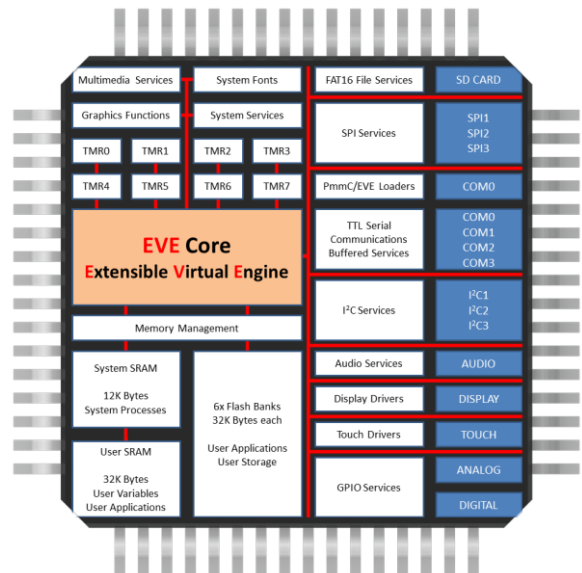 Multimedia Services
System Fonts
FAT16 File Services
SD CARD
Graphics Functions
System Services
SPI Services
SPI1
SPI2
SPI3
TMR0
TMR1
TMR2
TMR3
TMR4
TMR5
TMR6
TMR7
PmmC/EVE Loaders
COM0
EVE Core
Extensible Virtual Engine
TTL Serial
Communications
Buffered Services
COM0
COM1
COM2
COM3
I²C Services
I²C1
I²C2
I²C3
Memory Management
System SRAM
12K Bytes
System Processes
6x Flash Banks
32K Bytes each
User Applications
User Storage
Audio Services
AUDIO
Display Drivers
DISPLAY
Touch Drivers
TOUCH
User SRAM
32K Bytes
User Variables
User Applications
GPIO Services
ANALOG
DIGITAL